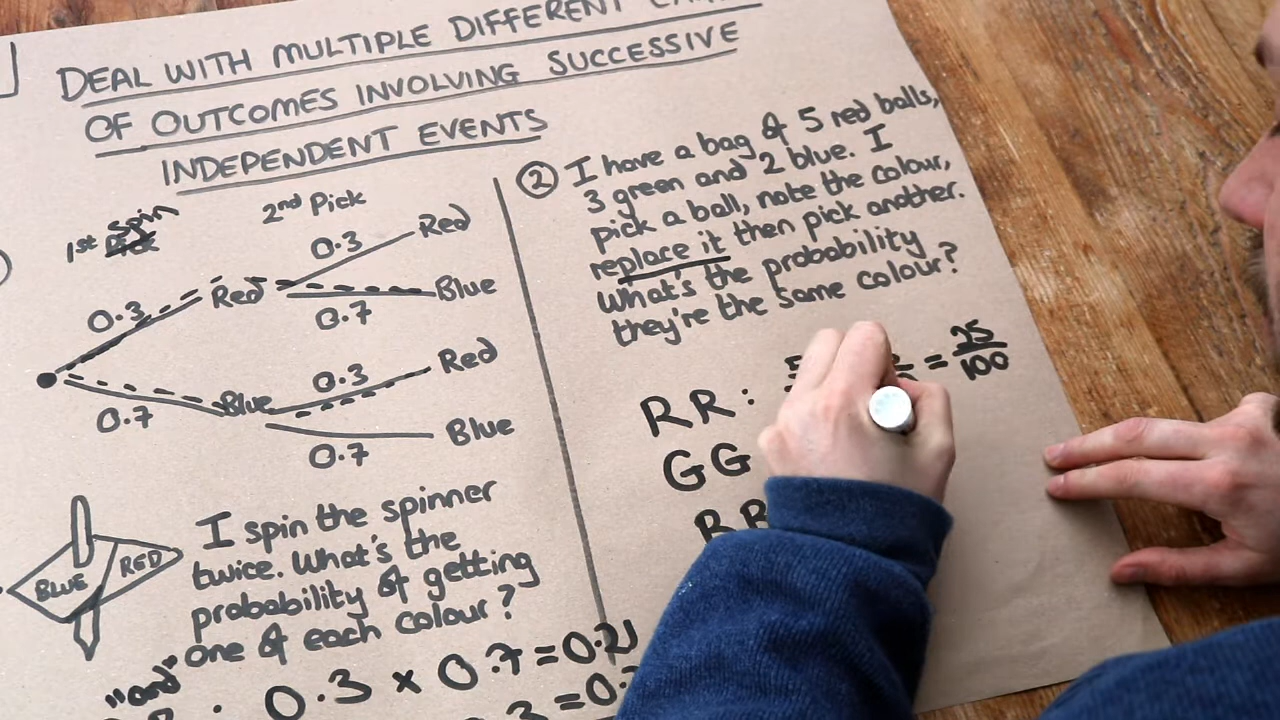 DEAL WITH MULTIPLE DIFFERENT
OF OUTCOMES INVOLVING SUCCESSIVE
INDEPENDENT EVENTS
1st Spin
2nd Pick
0.3
Red
0.3
Red
Blue
0.7
0.7
Blue
0.3
Red
Blue
0.7
BLUE
RED
I spin the spinner
twice. What's the
probability of getting
one of each colour?
"and"
0.3 × 0.7 = 0.21
= 0.
② I have a bag of 5 red balls,
3 green and 2 blue. I
pick a ball, note the colour,
replace it then pick another.
What's the probability
they're the same colour?
RR: 5 = 25/100
GG
BB